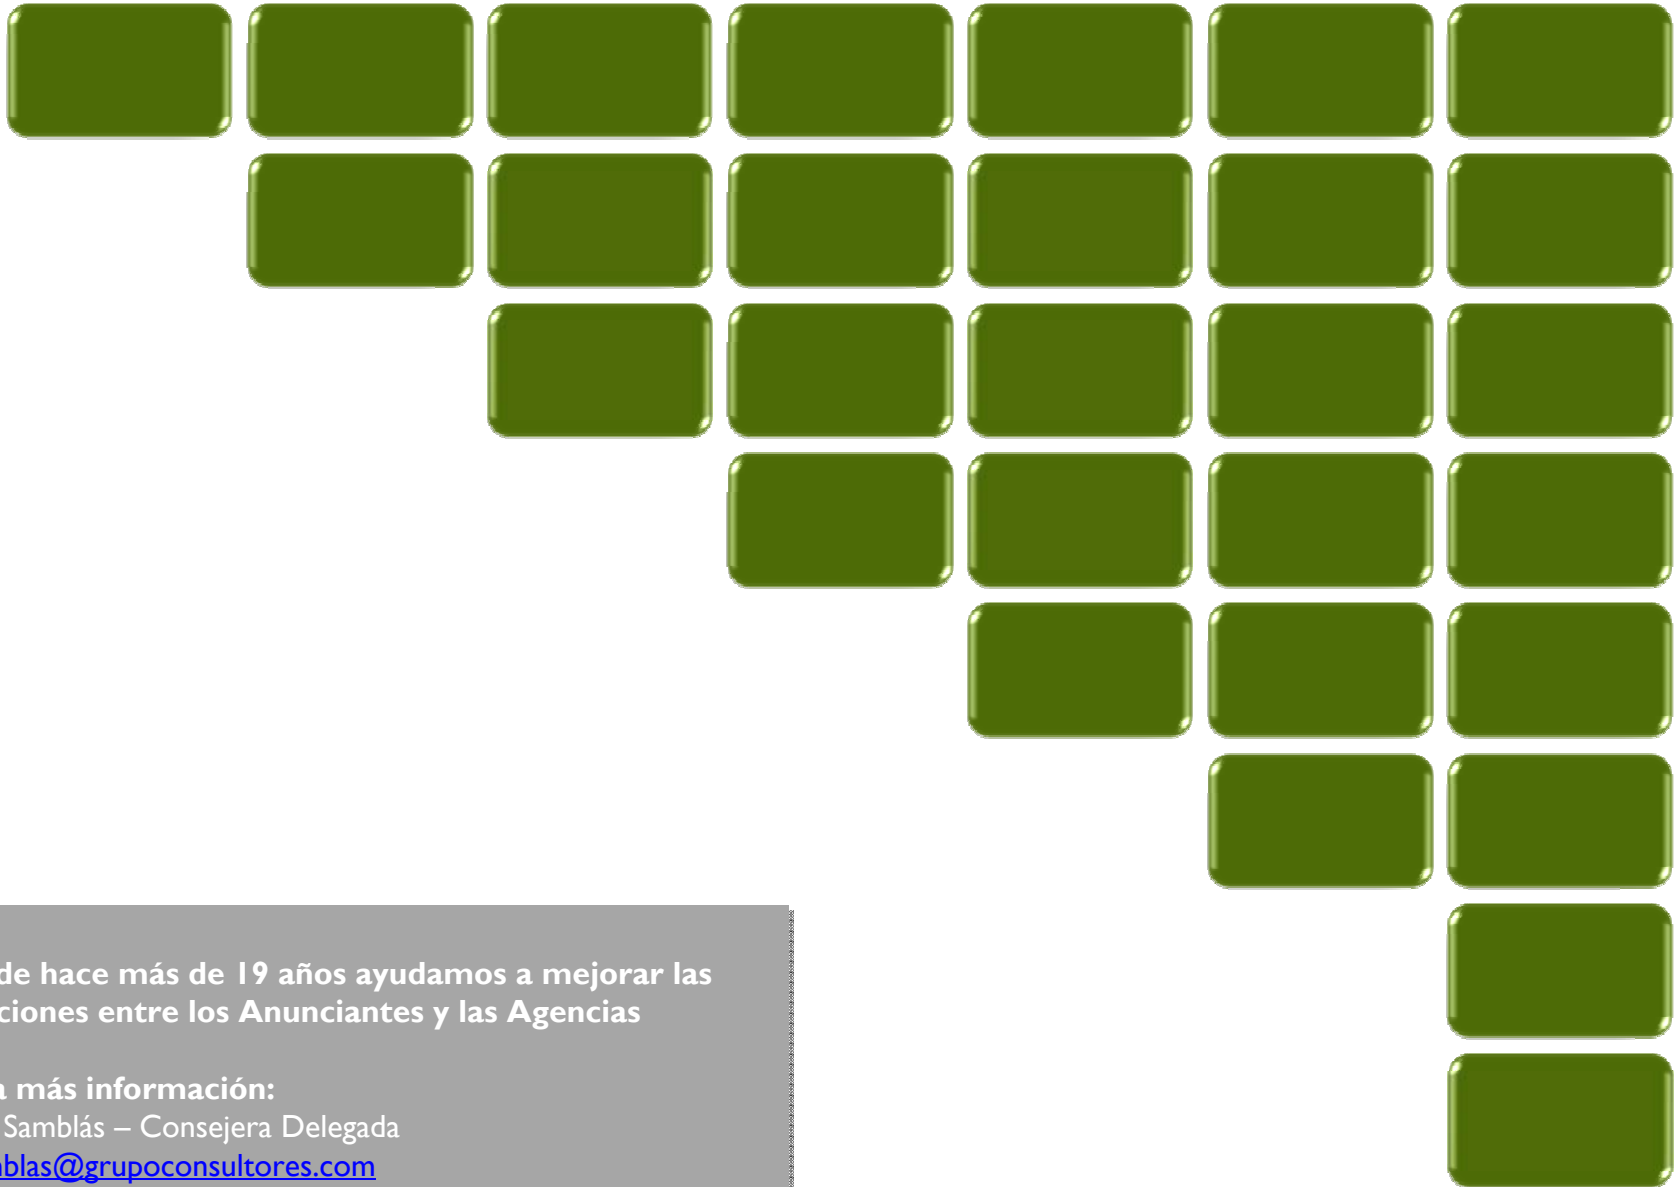 de hace más de 19 años ayudamos a mejorar las
ciones entre los Anunciantes y las Agencias
a más información:
Samblás – Consejera Delegada
blas@grupoconsultores.com